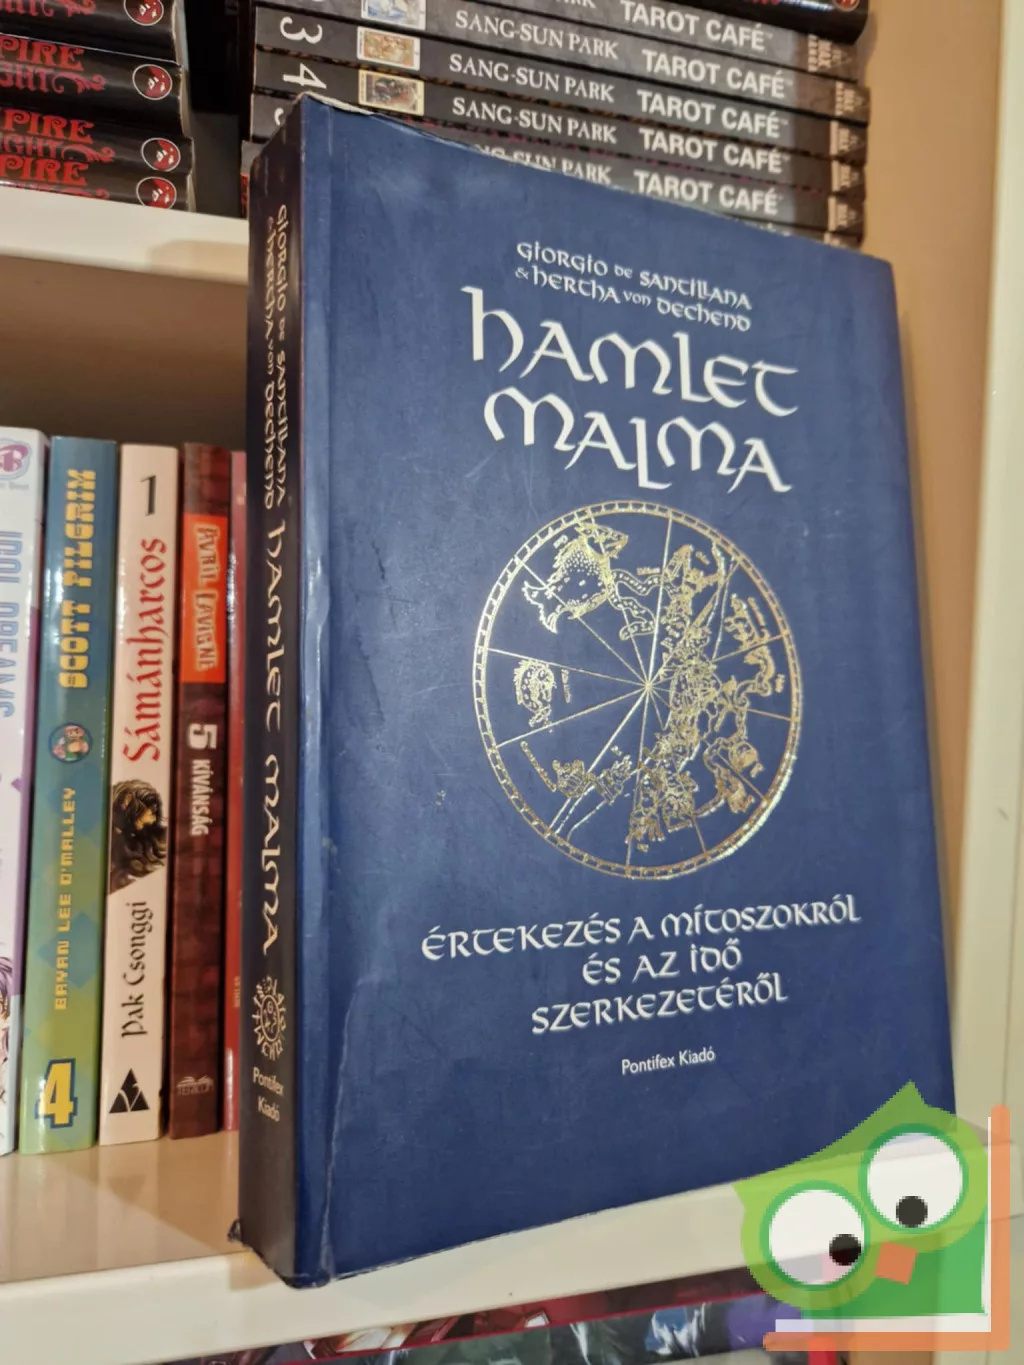 3
SANG-SUN PARK TAROT CAFÉ
4
SANG-SUN PARK TAROT CAFÉ
SANG-SUN PARK TAROT CAFÉ
TAROT CAFÉ
TAROT CAFÉ
PIRE
PIRE
PIRE
GIORGIO DE SANTILLANA
& HERTHA VON DECHEND
HAMLET
MALMA
ÉRTEKEZÉS A MÍTOSZOKRÓL
ÉS AZ IDŐ
SZERKEZETÉRŐL
Pontifex Kiadó
GIORGIO DE SANTILLANA
& HERTHA VON DECHEND
HAMLET MALMA
Pontifex
Kiadó
IDOL DREAMS
SCOTT PILGRIM
BRYAN LEE O'MALLEY
4
1
Sámánharcos
Pak Csonggi
AVRIL LAVIGNE
5 KÍVÁNSÁG